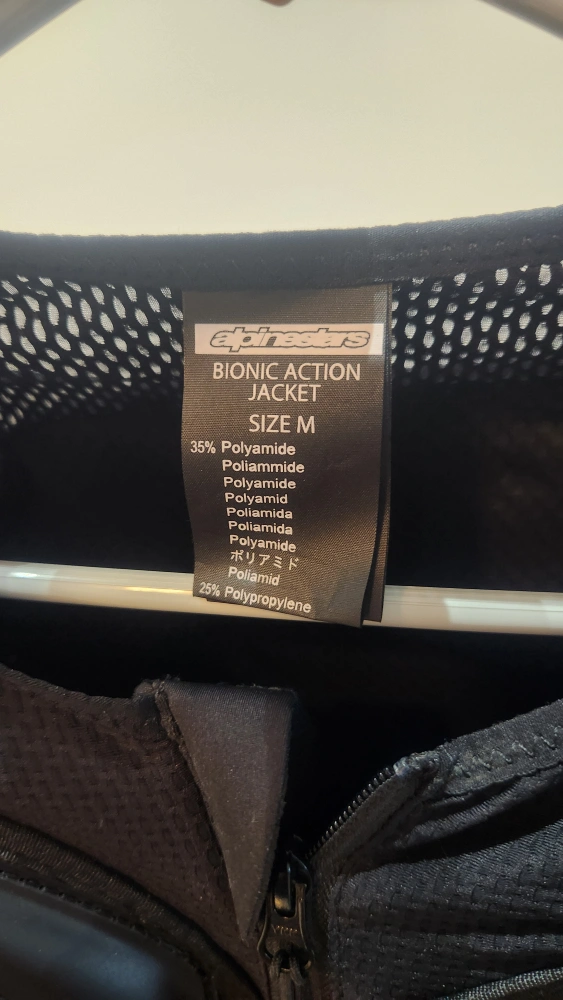 alpinestars
BIONIC ACTION
JACKET
SIZE M
35% Polyamide
Poliammide
Polyamide
Polyamid
Poliamida
Poliamida
Polyamide
ポリアミド
Poliamid
25% Polypropylene
YKK